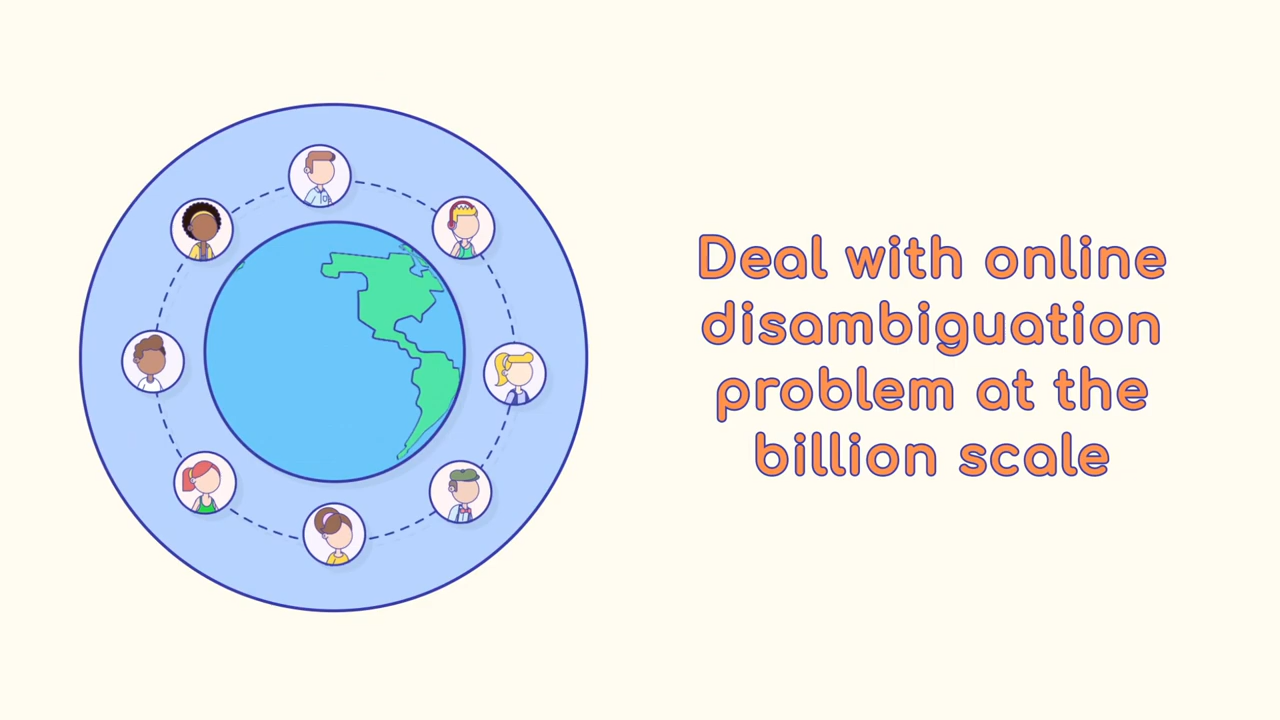 Deal with online
disambiguation
problem at the
billion scale